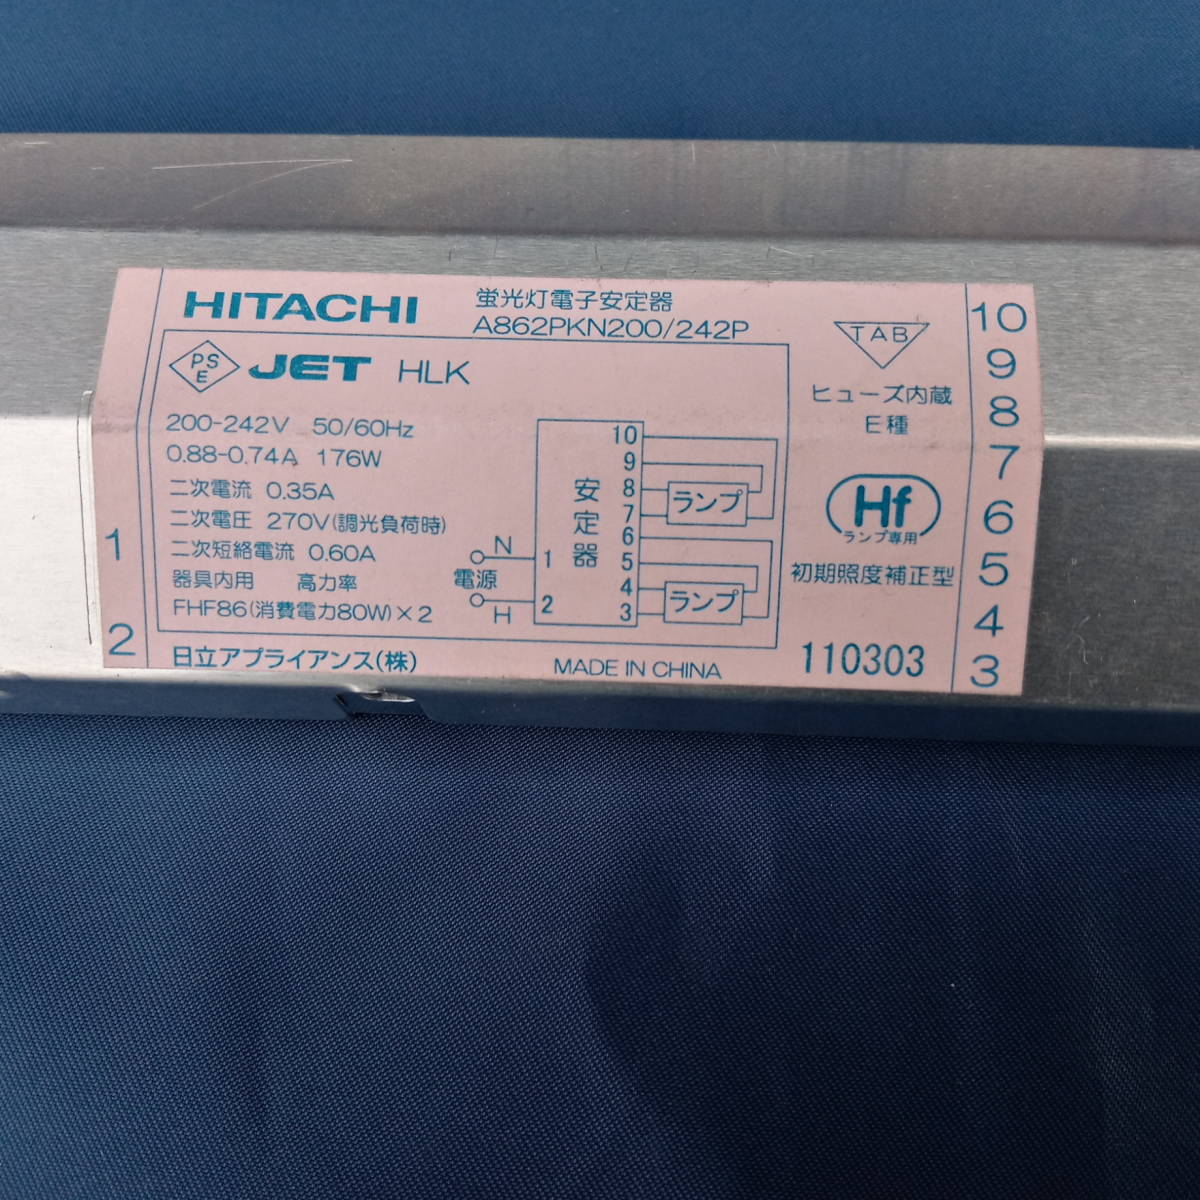 HITACHI
蛍光灯電子安定器
A862PKN200/242P
PS
E
JET HLK
200-242V 50/60Hz
0.88-0.74A 176W
二次電流 0.35A
二次電圧 270V(調光負荷時)
二次短絡電流 0.60A
器具内用 高力率
FHF86(消費電力80W)×2
電源
N
H
1
2
安定器
10
9
8
7
6
5
4
3
ランプ
ランプ
TAB
ヒューズ内蔵
E種
Hf
ランプ専用
初期照度補正型
日立アプライアンス(株)
MADE IN CHINA
110303
1
2
10
9
8
7
6
5
4
3